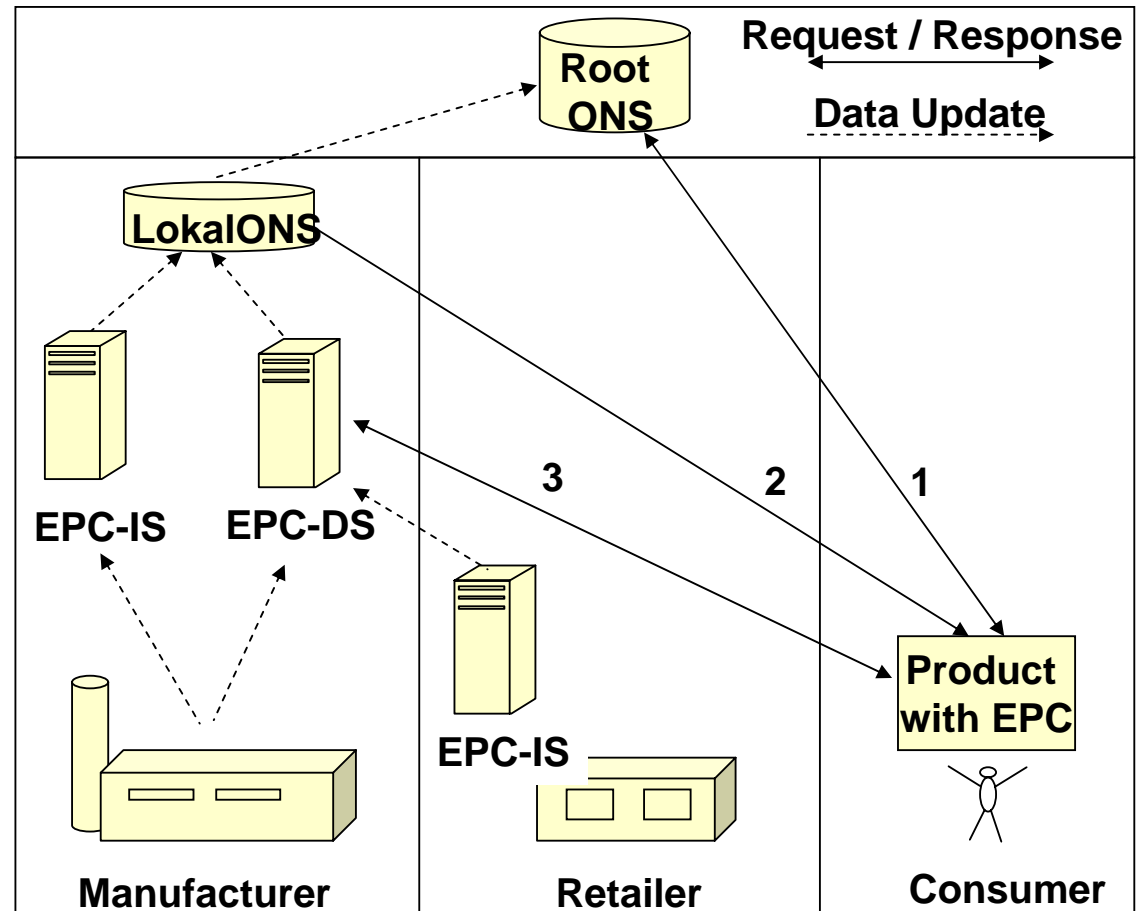 Request / Response
Root
ONS
Data Update
LokalONS
3
2
1
EPC-IS
EPC-DS
Product
with EPC
EPC-IS
Manufacturer
Retailer
Consumer